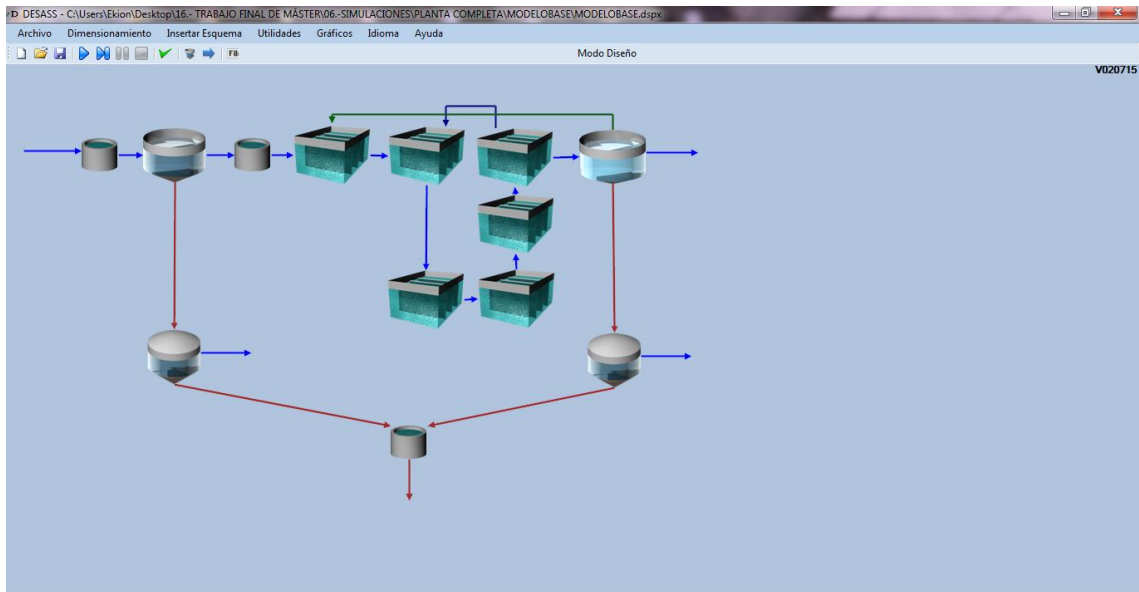 DESASS - C:\Users\Ekion\Desktop\16.- TRABAJO FINAL DE MÁSTER\06.-SIMULACIONES\PLANTA COMPLETA\MODELOBASE\MODELOBASE.dspx
Archivo Dimensionamiento Insertar Esquema Utilidades Gráficos Idioma Ayuda
Modo Diseño
V020715